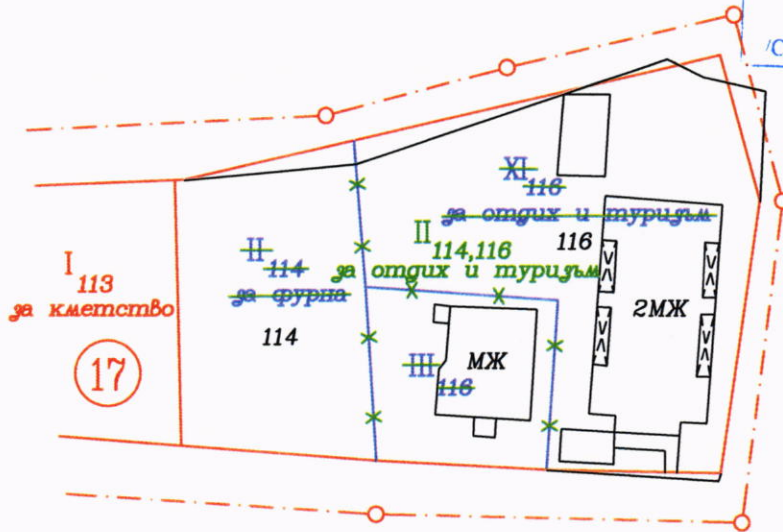 /С
XI
116
за отдих и туризъм
116
II
114,116
за отдих и туризъм
II
114
за фурна
114
I
113
за кметство
17
III
116
МЖ
2МЖ